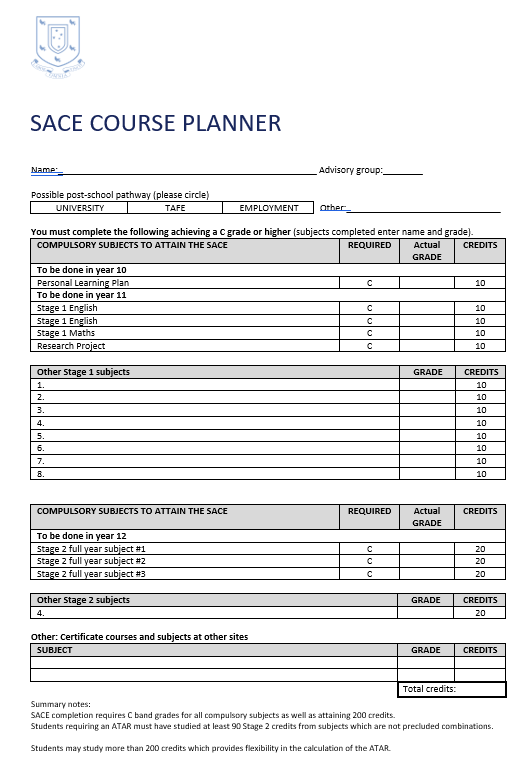 SACE COURSE PLANNER
Name: Advisory group:
Possible post-school pathway (please circle)
UNIVERSITY TAFE EMPLOYMENT Other:
You must complete the following achieving a C grade or higher (subjects completed enter name and grade).
COMPULSORY SUBJECTS TO ATTAIN THE SACE REQUIRED Actual GRADE CREDITS
To be done in year 10
Personal Learning Plan C 10
To be done in year 11
Stage 1 English C 10
Stage 1 English C 10
Stage 1 Maths C 10
Research Project C 10
Other Stage 1 subjects GRADE CREDITS
1. 10
2. 10
3. 10
4. 10
5. 10
6. 10
7. 10
8. 10
COMPULSORY SUBJECTS TO ATTAIN THE SACE REQUIRED Actual GRADE CREDITS
To be done in year 12
Stage 2 full year subject #1 C 20
Stage 2 full year subject #2 C 20
Stage 2 full year subject #3 C 20
Other Stage 2 subjects GRADE CREDITS
4. 20
Other: Certificate courses and subjects at other sites
SUBJECT GRADE CREDITS
Total credits:
Summary notes:
SACE completion requires C band grades for all compulsory subjects as well as attaining 200 credits.
Students requiring an ATAR must have studied at least 90 Stage 2 credits from subjects which are not precluded combinations.
Students may study more than 200 credits which provides flexibility in the calculation of the ATAR.